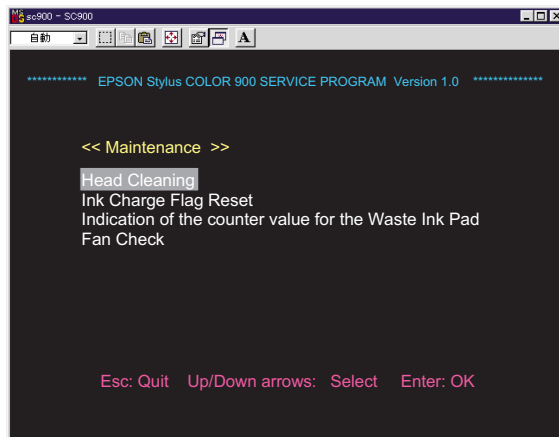 sc900 - SC900
自動
A
************ EPSON Stylus COLOR 900 SERVICE PROGRAM Version 1.0 **************
<< Maintenance >>
Head Cleaning
Ink Charge Flag Reset
Indication of the counter value for the Waste Ink Pad
Fan Check
Esc: Quit Up/Down arrows: Select Enter: OK